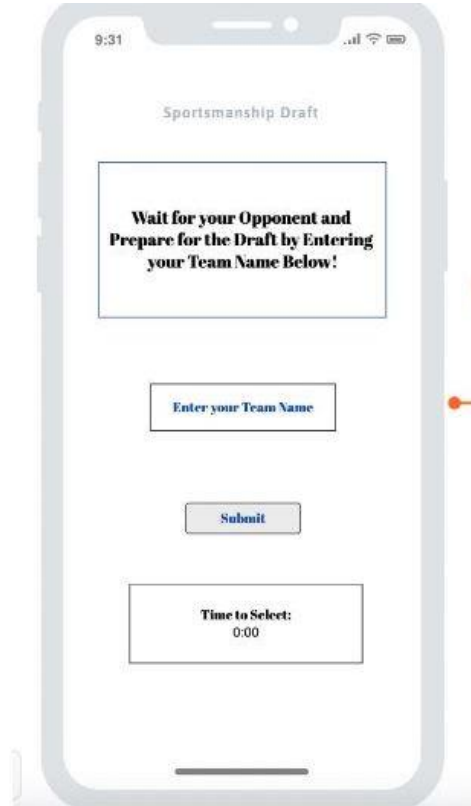 9:31
Sportsmanship Draft
Wait for your Opponent and
Prepare for the Draft by Entering
your Team Name Below!
Enter your Team Name
Submit
Time to Select:
0:00